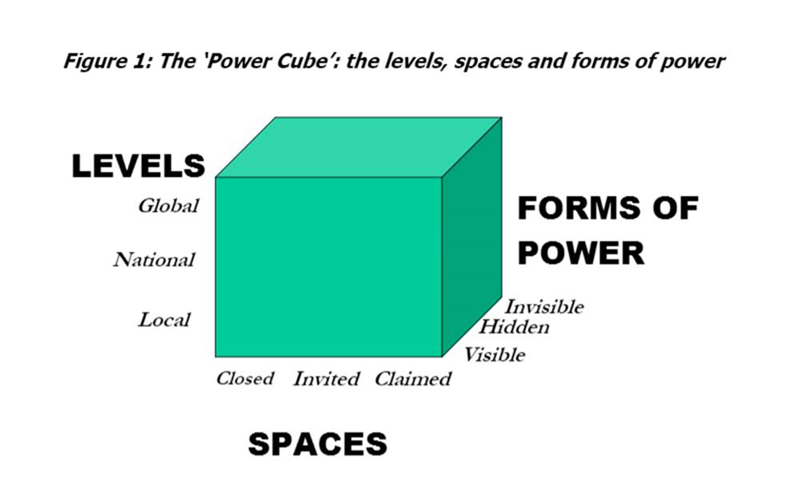 Figure 1: The ‘Power Cube’: the levels, spaces and forms of power
LEVELS
Global
National
Local
FORMS OF
POWER
Invisible
Hidden
Visible
Closed Invited Claimed
SPACES